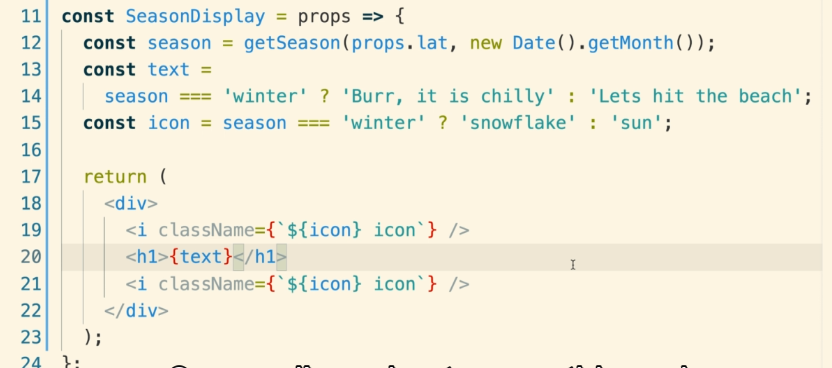 11 const SeasonDisplay = props => {
12 const season = getSeason(props.lat, new Date().getMonth());
13 const text =
14 season === 'winter' ? 'Burr, it is chilly' : 'Lets hit the beach';
15 const icon = season === 'winter' ? 'snowflake' : 'sun';
16
17 return (
18 <div>
19 <i className={`${icon} icon`} />
20 <h1>{text}</h1>
21 <i className={`${icon} icon`} />
22 </div>
23 );
24 };